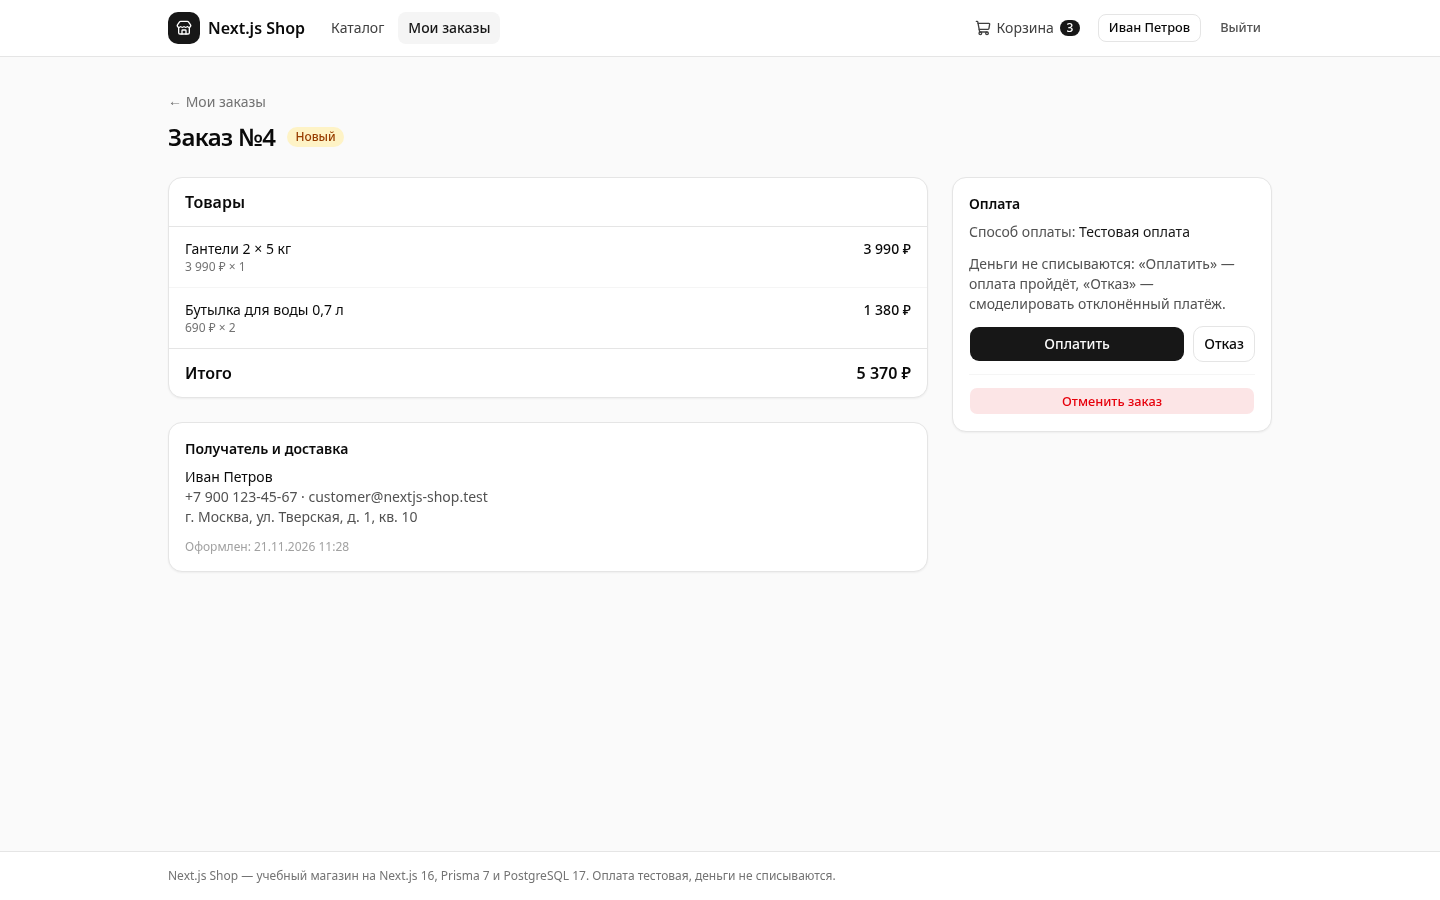 Next.js Shop
Каталог
Мои заказы
Корзина 3
Иван Петров
Выйти
← Мои заказы
Заказ №4
Новый
Товары
Гантели 2 × 5 кг
3 990 ₽
3 990 ₽ × 1
Бутылка для воды 0,7 л
1 380 ₽
690 ₽ × 2
Итого
5 370 ₽
Получатель и доставка
Иван Петров
+7 900 123-45-67 · customer@nextjs-shop.test
г. Москва, ул. Тверская, д. 1, кв. 10
Оформлен: 21.11.2026 11:28
Оплата
Способ оплаты: Тестовая оплата
Деньги не списываются: «Оплатить» —
оплата пройдёт, «Отказ» —
смоделировать отклонённый платёж.
Оплатить
Отказ
Отменить заказ
Next.js Shop — учебный магазин на Next.js 16, Prisma 7 и PostgreSQL 17. Оплата тестовая, деньги не списываются.